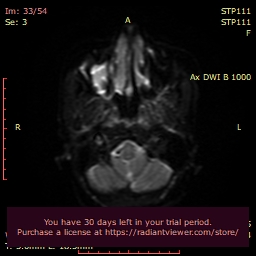 Im: 33/54
STP111
Se: 3
STP111
F
A
Ax DWI B 1000
R
L
You have 30 days left in your trial period.
Purchase a license at https://radiantviewer.com/store/